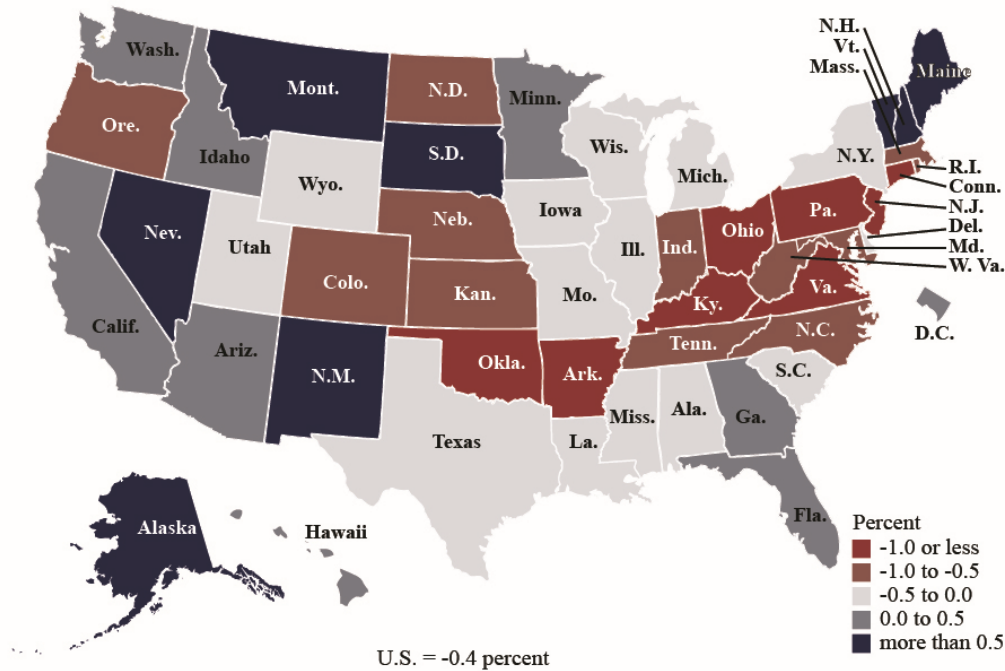 N.H.
Vt.
Mass.
Wash.
Maine
Mont.
N.D.
Minn.
Ore.
S.D.
Wis.
N.Y.
R.I.
Idaho
Mich.
Conn.
Wyo.
N.J.
Pa.
Iowa
Del.
Neb.
Ohio
Nev.
Ind.
Md.
Utah
Ill.
W. Va.
Colo.
Kan.
Mo.
Va.
Ky.
Calif.
D.C.
N.C.
Tenn.
Ariz.
Okla.
S.C.
N.M.
Ark.
Miss.
Ala.
Ga.
Texas
La.
Fla.
Alaska
Hawaii
Percent
-1.0 or less
-1.0 to -0.5
-0.5 to 0.0
0.0 to 0.5
more than 0.5
U.S. = -0.4 percent